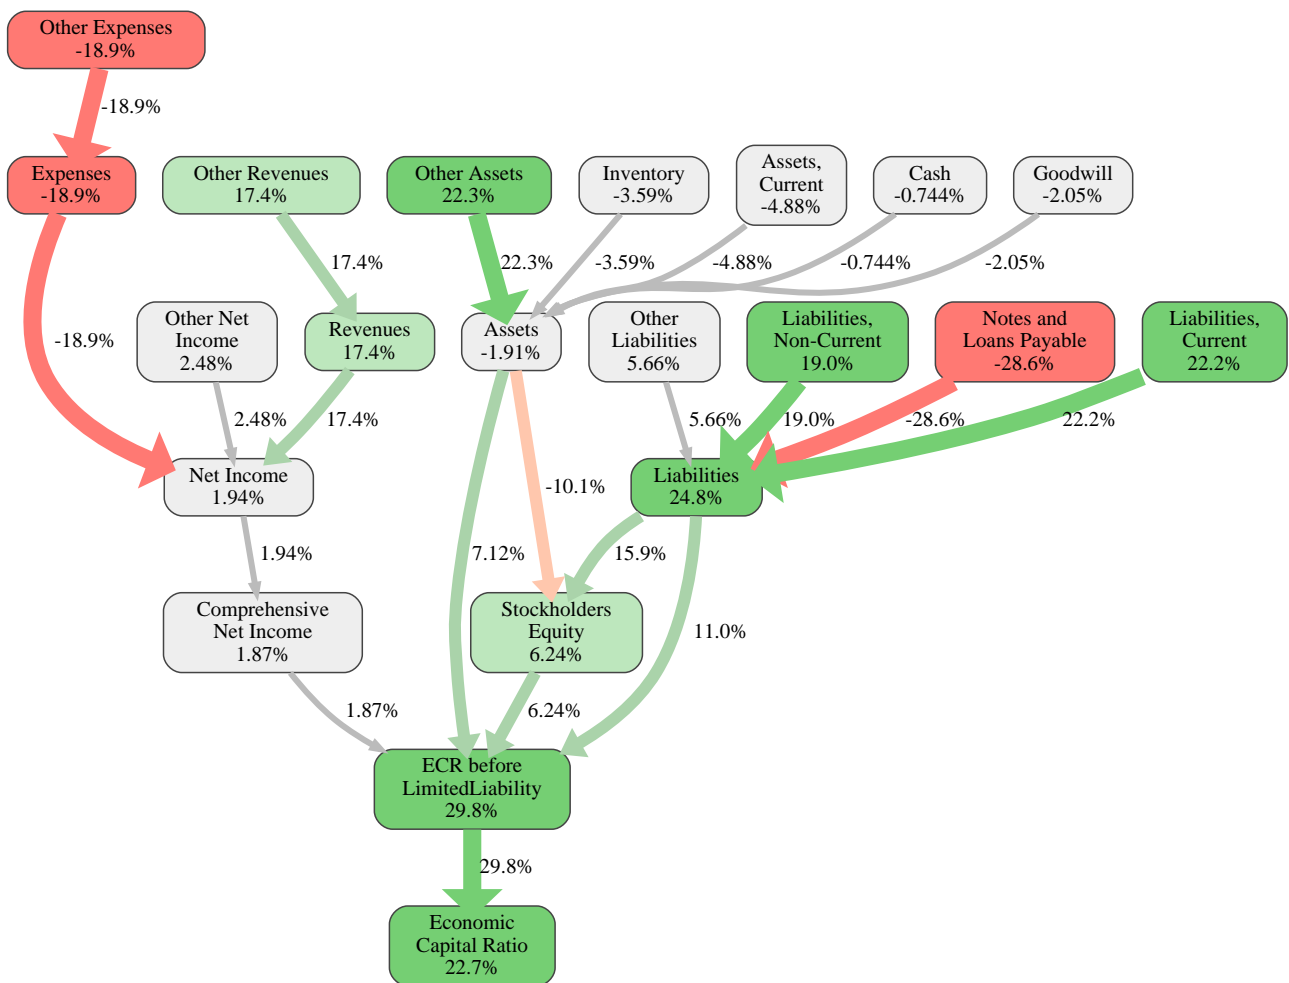 Other Expenses
-18.9%
-18.9%
Expenses
-18.9%
Other Revenues
17.4%
Other Assets
22.3%
Inventory
-3.59%
Assets,
Current
-4.88%
Cash
-0.744%
Goodwill
-2.05%
17.4%
22.3%
-3.59%
-4.88%
-0.744%
-2.05%
-18.9%
Other Net
Income
2.48%
Revenues
17.4%
Assets
-1.91%
Other
Liabilities
5.66%
Liabilities,
Non-Current
19.0%
Notes and
Loans Payable
-28.6%
Liabilities,
Current
22.2%
2.48%
17.4%
5.66%
19.0%
-28.6%
22.2%
Net Income
1.94%
-10.1%
Liabilities
24.8%
1.94%
7.12%
15.9%
Comprehensive
Net Income
1.87%
Stockholders
Equity
6.24%
11.0%
1.87%
6.24%
ECR before
LimitedLiability
29.8%
29.8%
Economic
Capital Ratio
22.7%